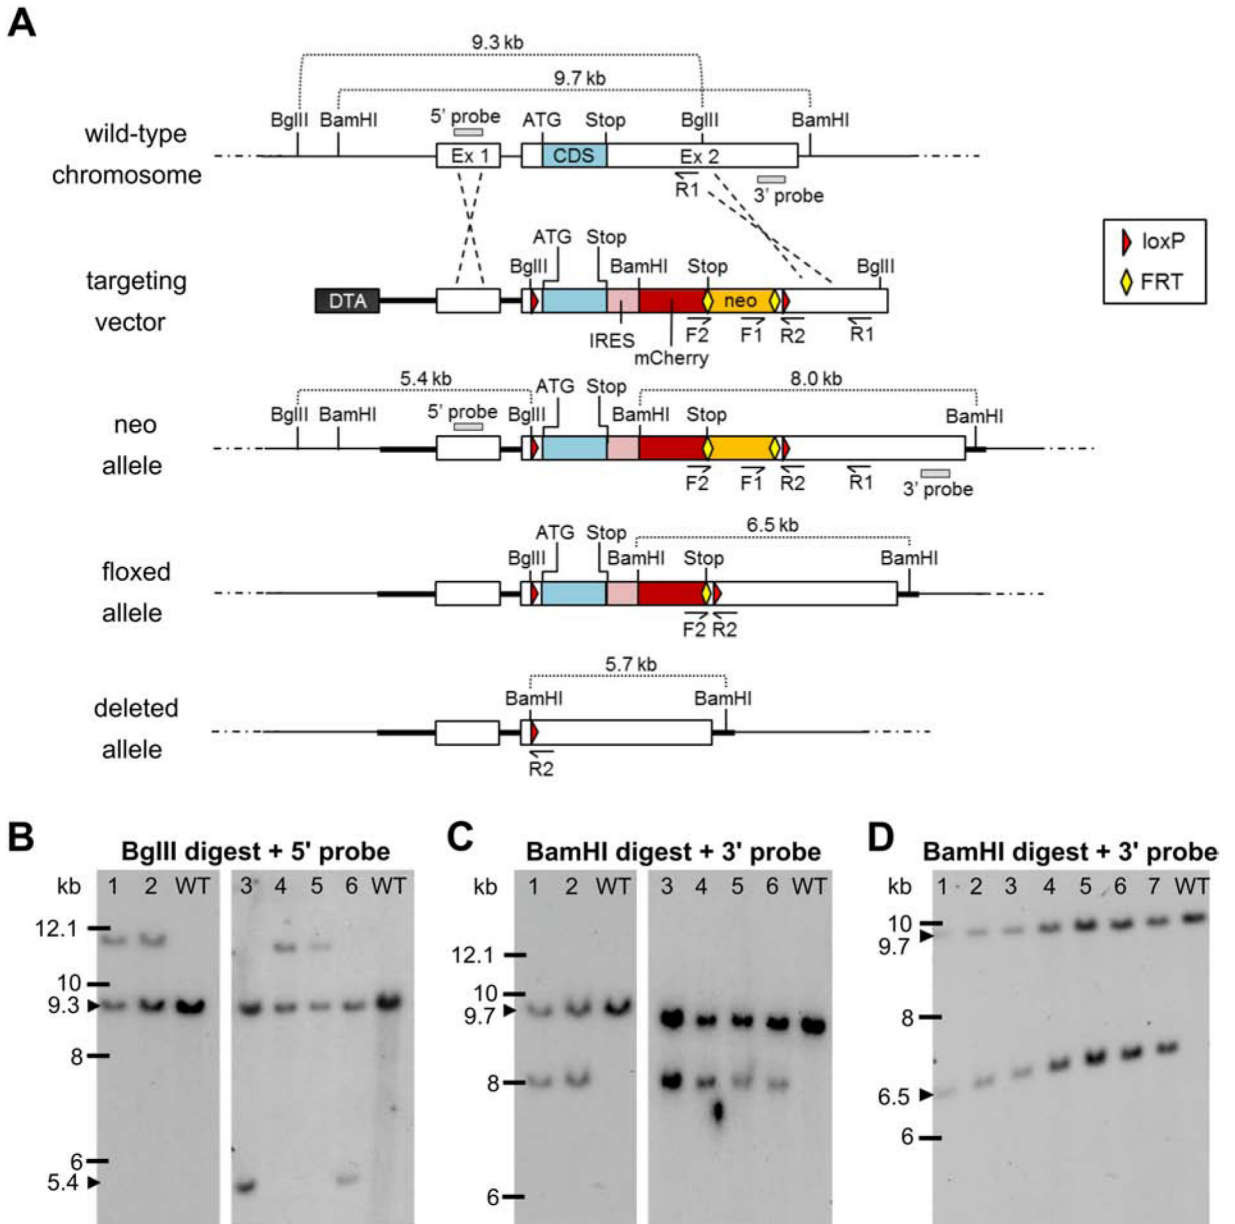 A
9.3 kb
9.7 kb
BglII BamHI 5' probe ATG Stop BglII BamHI
wild-type chromosome
Ex 1 CDS Ex 2
R1 3' probe
loxP
FRT
ATG Stop
BglII BamHI Stop BglII
targeting vector
DTA neo
IRES mCherry F2 F1 R2 R1
5.4 kb ATG Stop 8.0 kb
BglII BamHI 5' probe BglII BamHI Stop BamHI
neo allele
F2 F1 R2 R1 3' probe
ATG Stop 6.5 kb
BglII BamHI Stop BamHI
floxed allele
F2 R2
5.7 kb
BamHI BamHI
deleted allele
R2
B
BglII digest + 5' probe
kb 1 2 WT 3 4 5 6 WT
12.1
10
9.3
8
6
5.4
C
BamHI digest + 3' probe
kb 1 2 WT 3 4 5 6 WT
12.1
10
9.7
8
6
D
BamHI digest + 3' probe
kb 1 2 3 4 5 6 7 WT
10
9.7
8
6.5
6